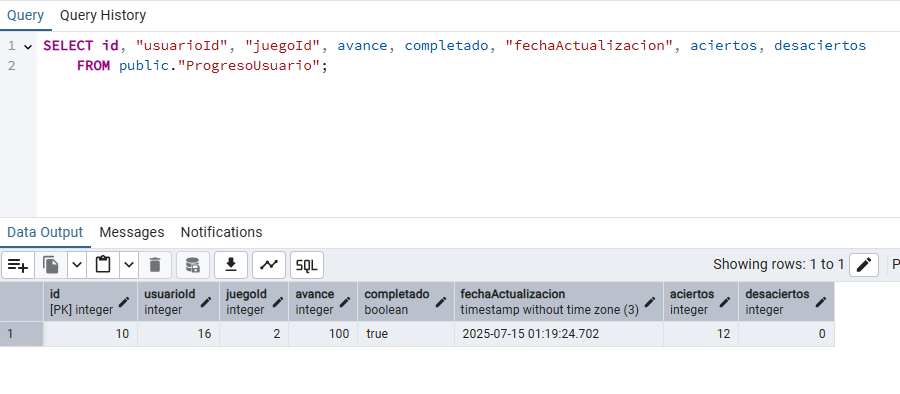 Query Query History
1 SELECT id, "usuarioId", "juegoId", avance, completado, "fechaActualizacion", aciertos, desaciertos
2 FROM public."ProgresoUsuario";
Data Output Messages Notifications
SQL Showing rows: 1 to 1 P
id usuarioId juegoId avance completado fechaActualizacion aciertos desaciertos
[PK] integer integer integer integer boolean timestamp without time zone (3) integer integer
1 10 16 2 100 true 2025-07-15 01:19:24.702 12 0